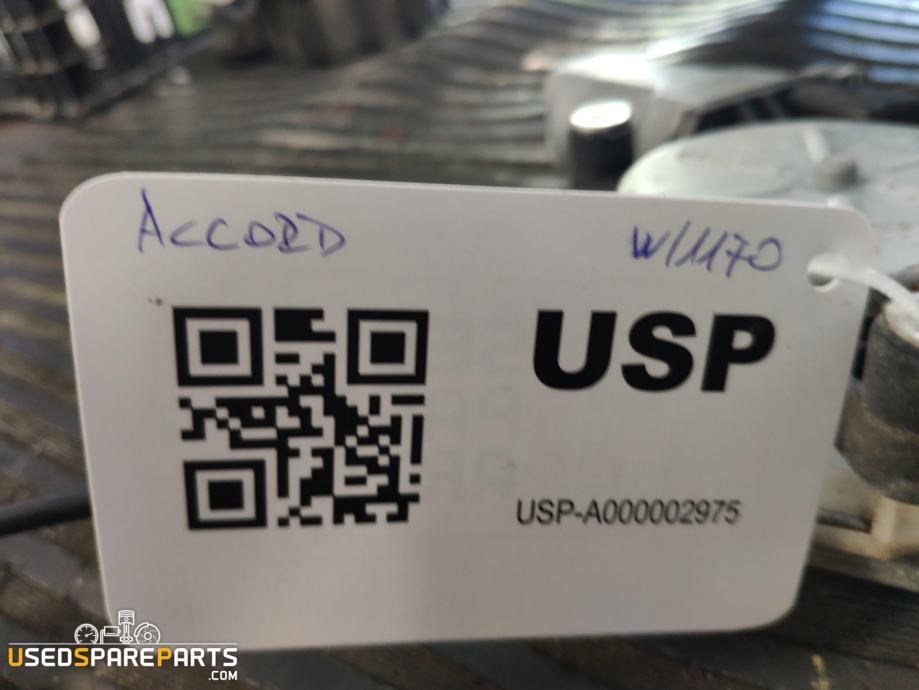 ACCORD W/1170
USP
USP-A000002975
USEDSPAREPARTS
.COM